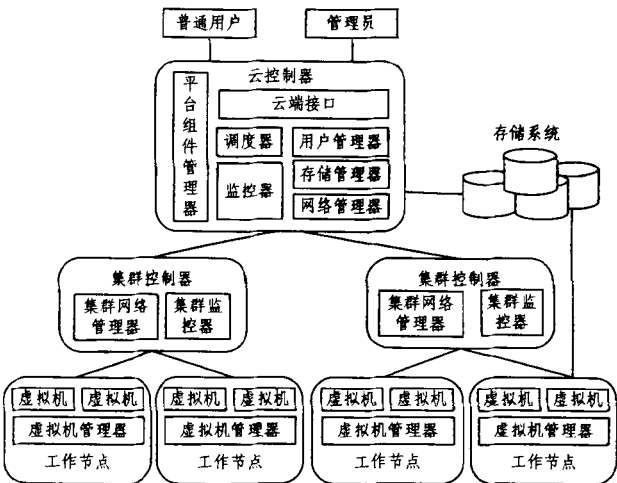 普通用户
管理员
云控制器
平台组件管理器
云端接口
调度器
用户管理器
监控器
存储管理器
网络管理器
存储系统
集群控制器
集群网络
管理器
集群监
控器
集群控制器
集群网络
管理器
集群监
控器
虚拟机
虚拟机
虚拟机管理器
工作节点
虚拟机
虚拟机
虚拟机管理器
工作节点
虚拟机
虚拟机
虚拟机管理器
工作节点
虚拟机
虚拟机
虚拟机管理器
工作节点